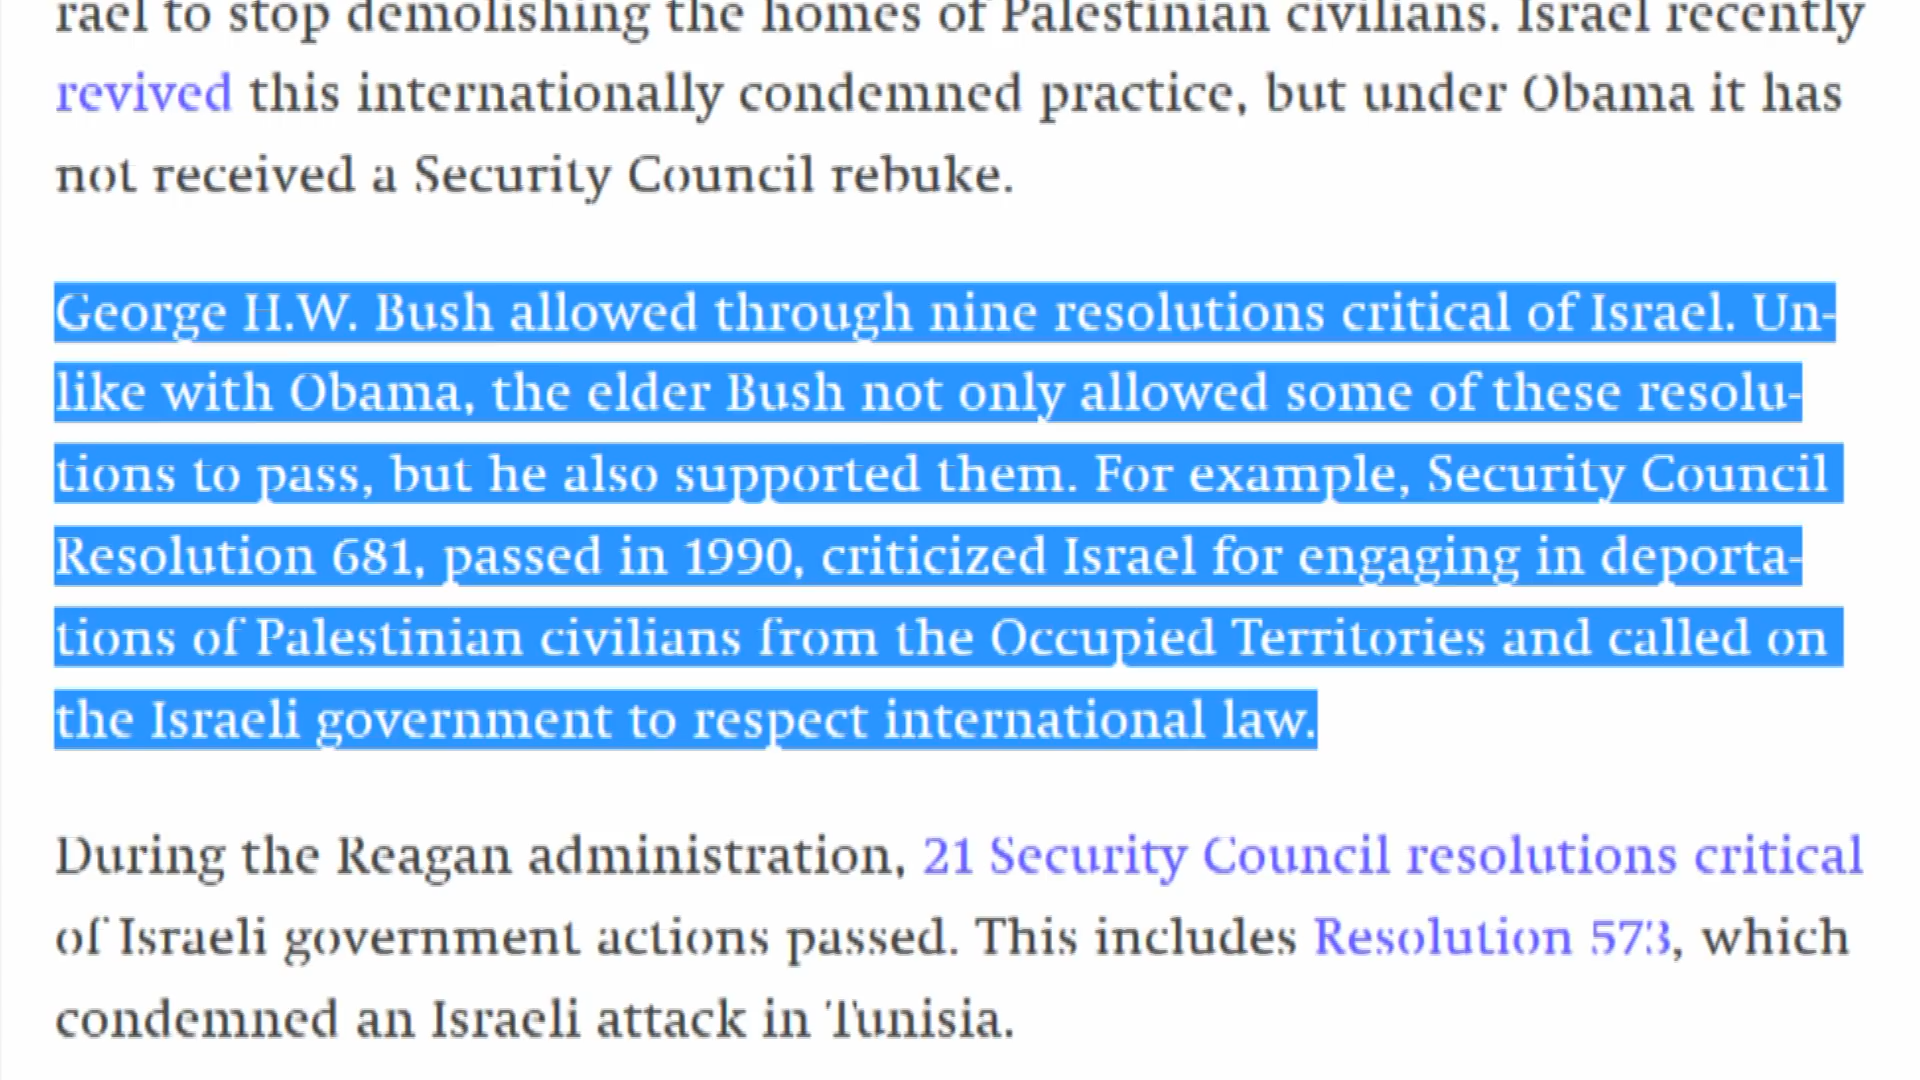 rael to stop demolishing the homes of Palestinian civilians. Israel recently
revived this internationally condemned practice, but under Obama it has
not received a Security Council rebuke.
George H.W. Bush allowed through nine resolutions critical of Israel. Un-
like with Obama, the elder Bush not only allowed some of these resolu-
tions to pass, but he also supported them. For example, Security Council
Resolution 681, passed in 1990, criticized Israel for engaging in deporta-
tions of Palestinian civilians from the Occupied Territories and called on
the Israeli government to respect international law.
During the Reagan administration, 21 Security Council resolutions critical
of Israeli government actions passed. This includes Resolution 573, which
condemned an Israeli attack in Tunisia.